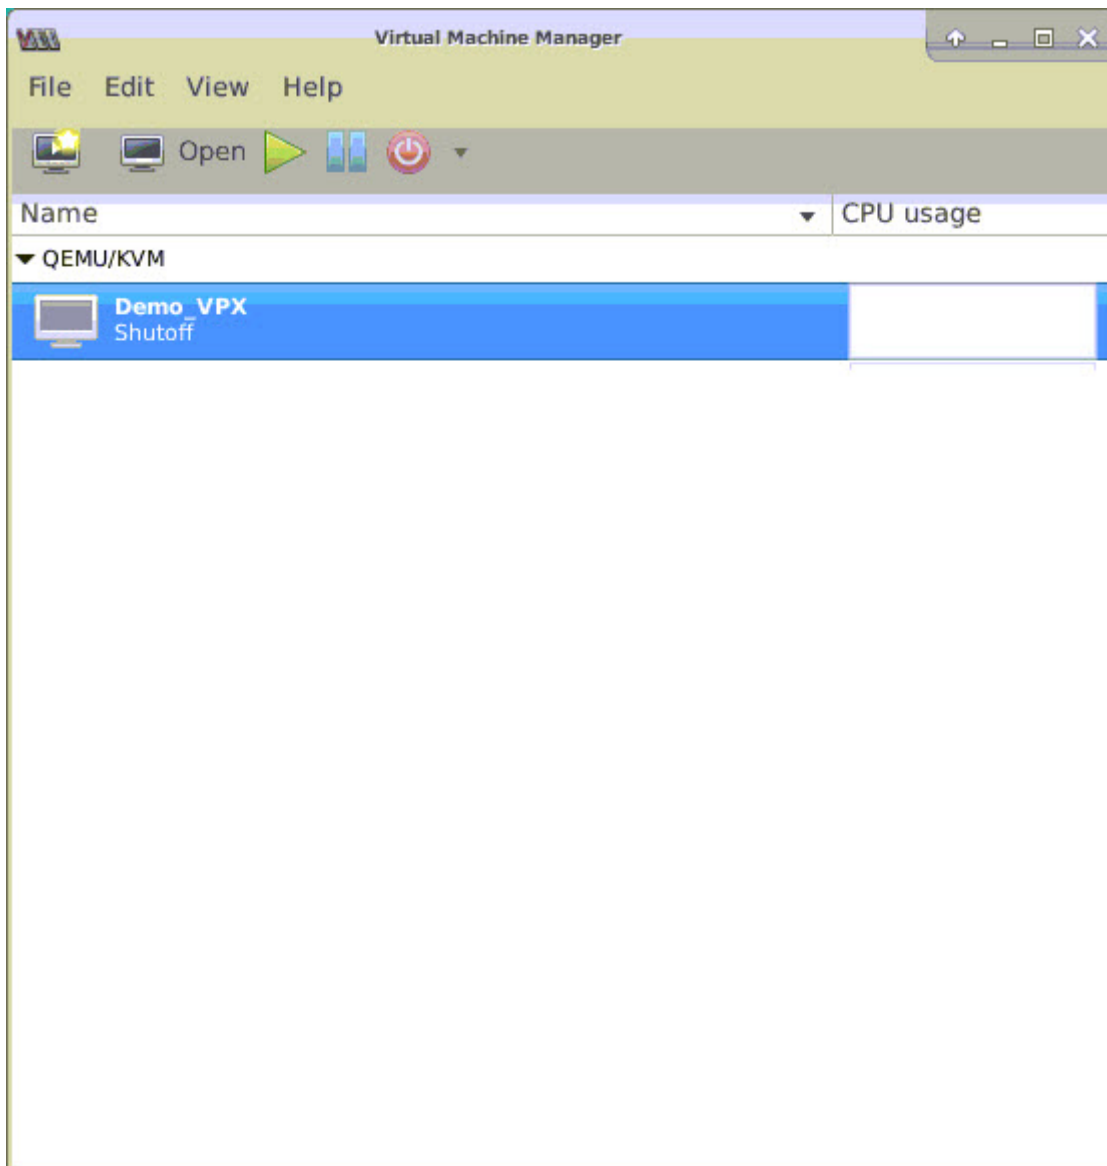 Virtual Machine Manager
File Edit View Help
Open
Name CPU usage
QEMU/KVM
Demo_VPX
Shutoff